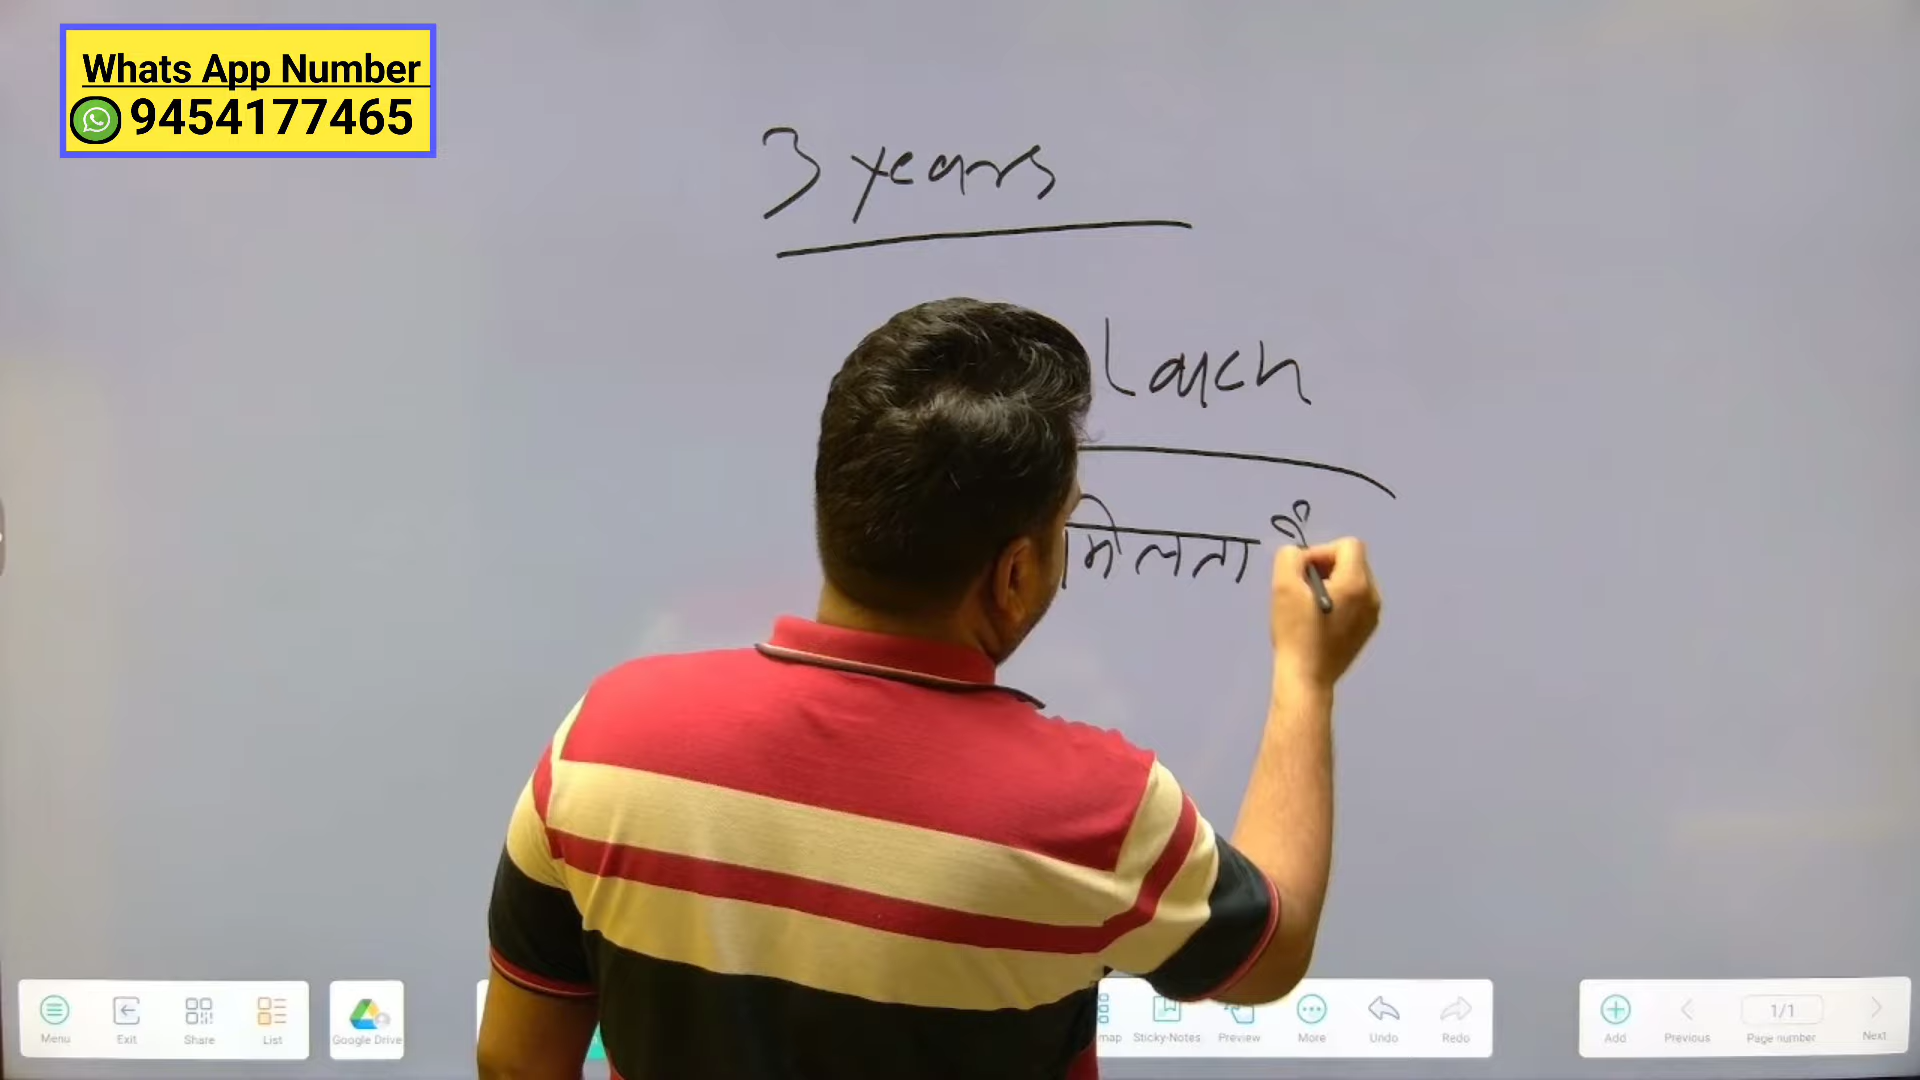 Whats App Number
9454177465
3 years
मिलता
Menu
Exit
Share
List
Google Drive
Sticky-Notes
Preview
More
Undo
Redo
Add
Previous
1/1
Page number
Next